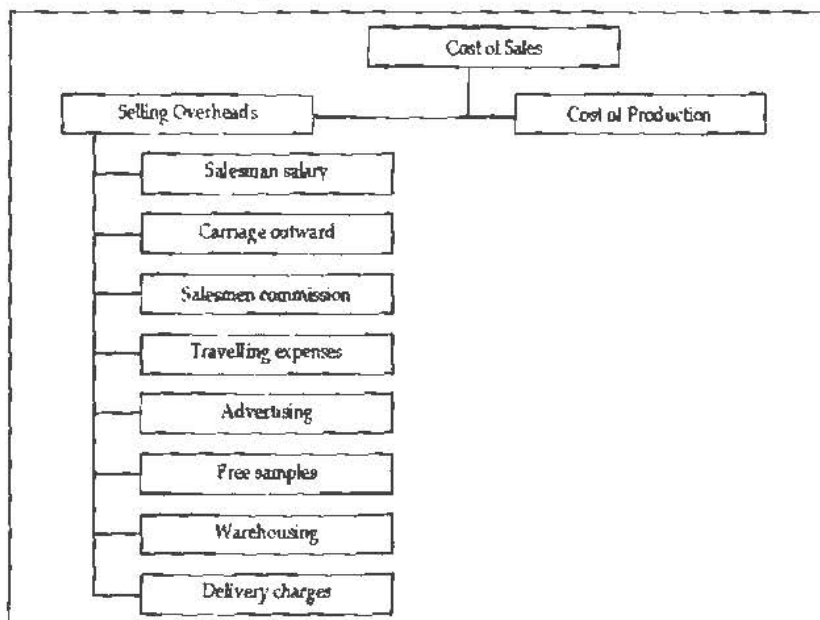 Cost of Sales
Selling Overheads
Cost of Production
Salesman salary
Carriage outward
Salesmen commission
Travelling expenses
Advertising
Free samples
Warehousing
Delivery charges